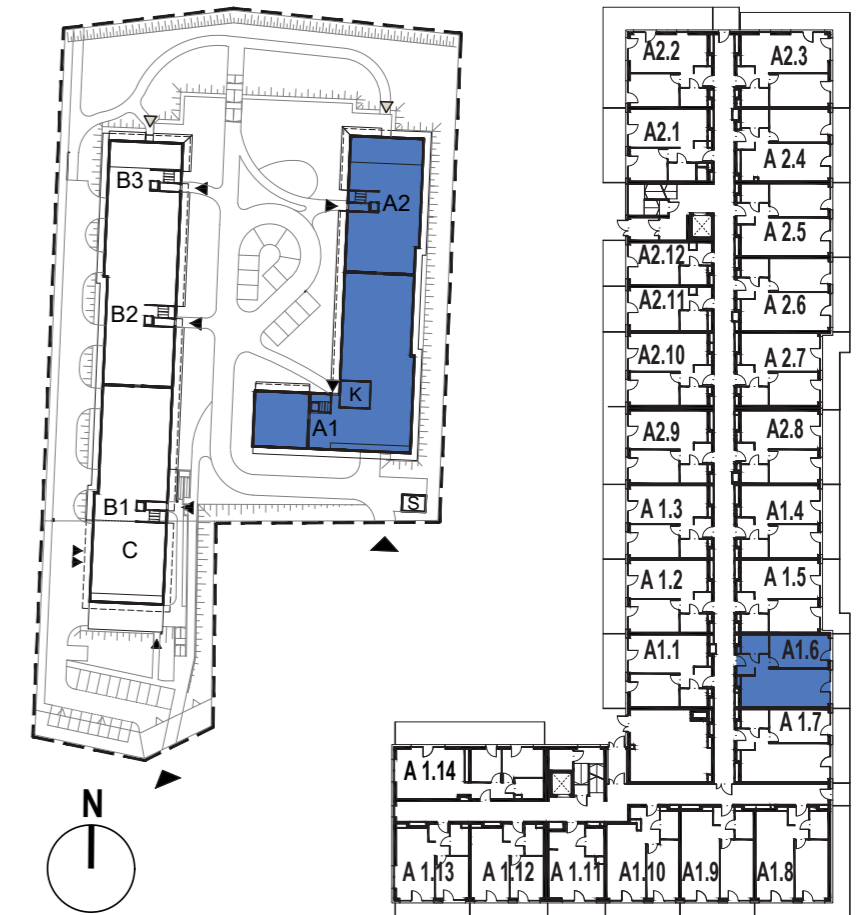 B3
A2
B2
K
A1
B1
S
C
N
A2.2
A2.3
A2.1
A 2.4
A 2.5
A2.12
A2.11
A 2.6
A2.10
A 2.7
A2.9
A2.8
A 1.3
A1.4
A 1.2
A 1.5
A1.1
A1.6
A 1.7
A 1.14
A 1.13
A 1.12
A 1.11
A1.10
A1.9
A1.8